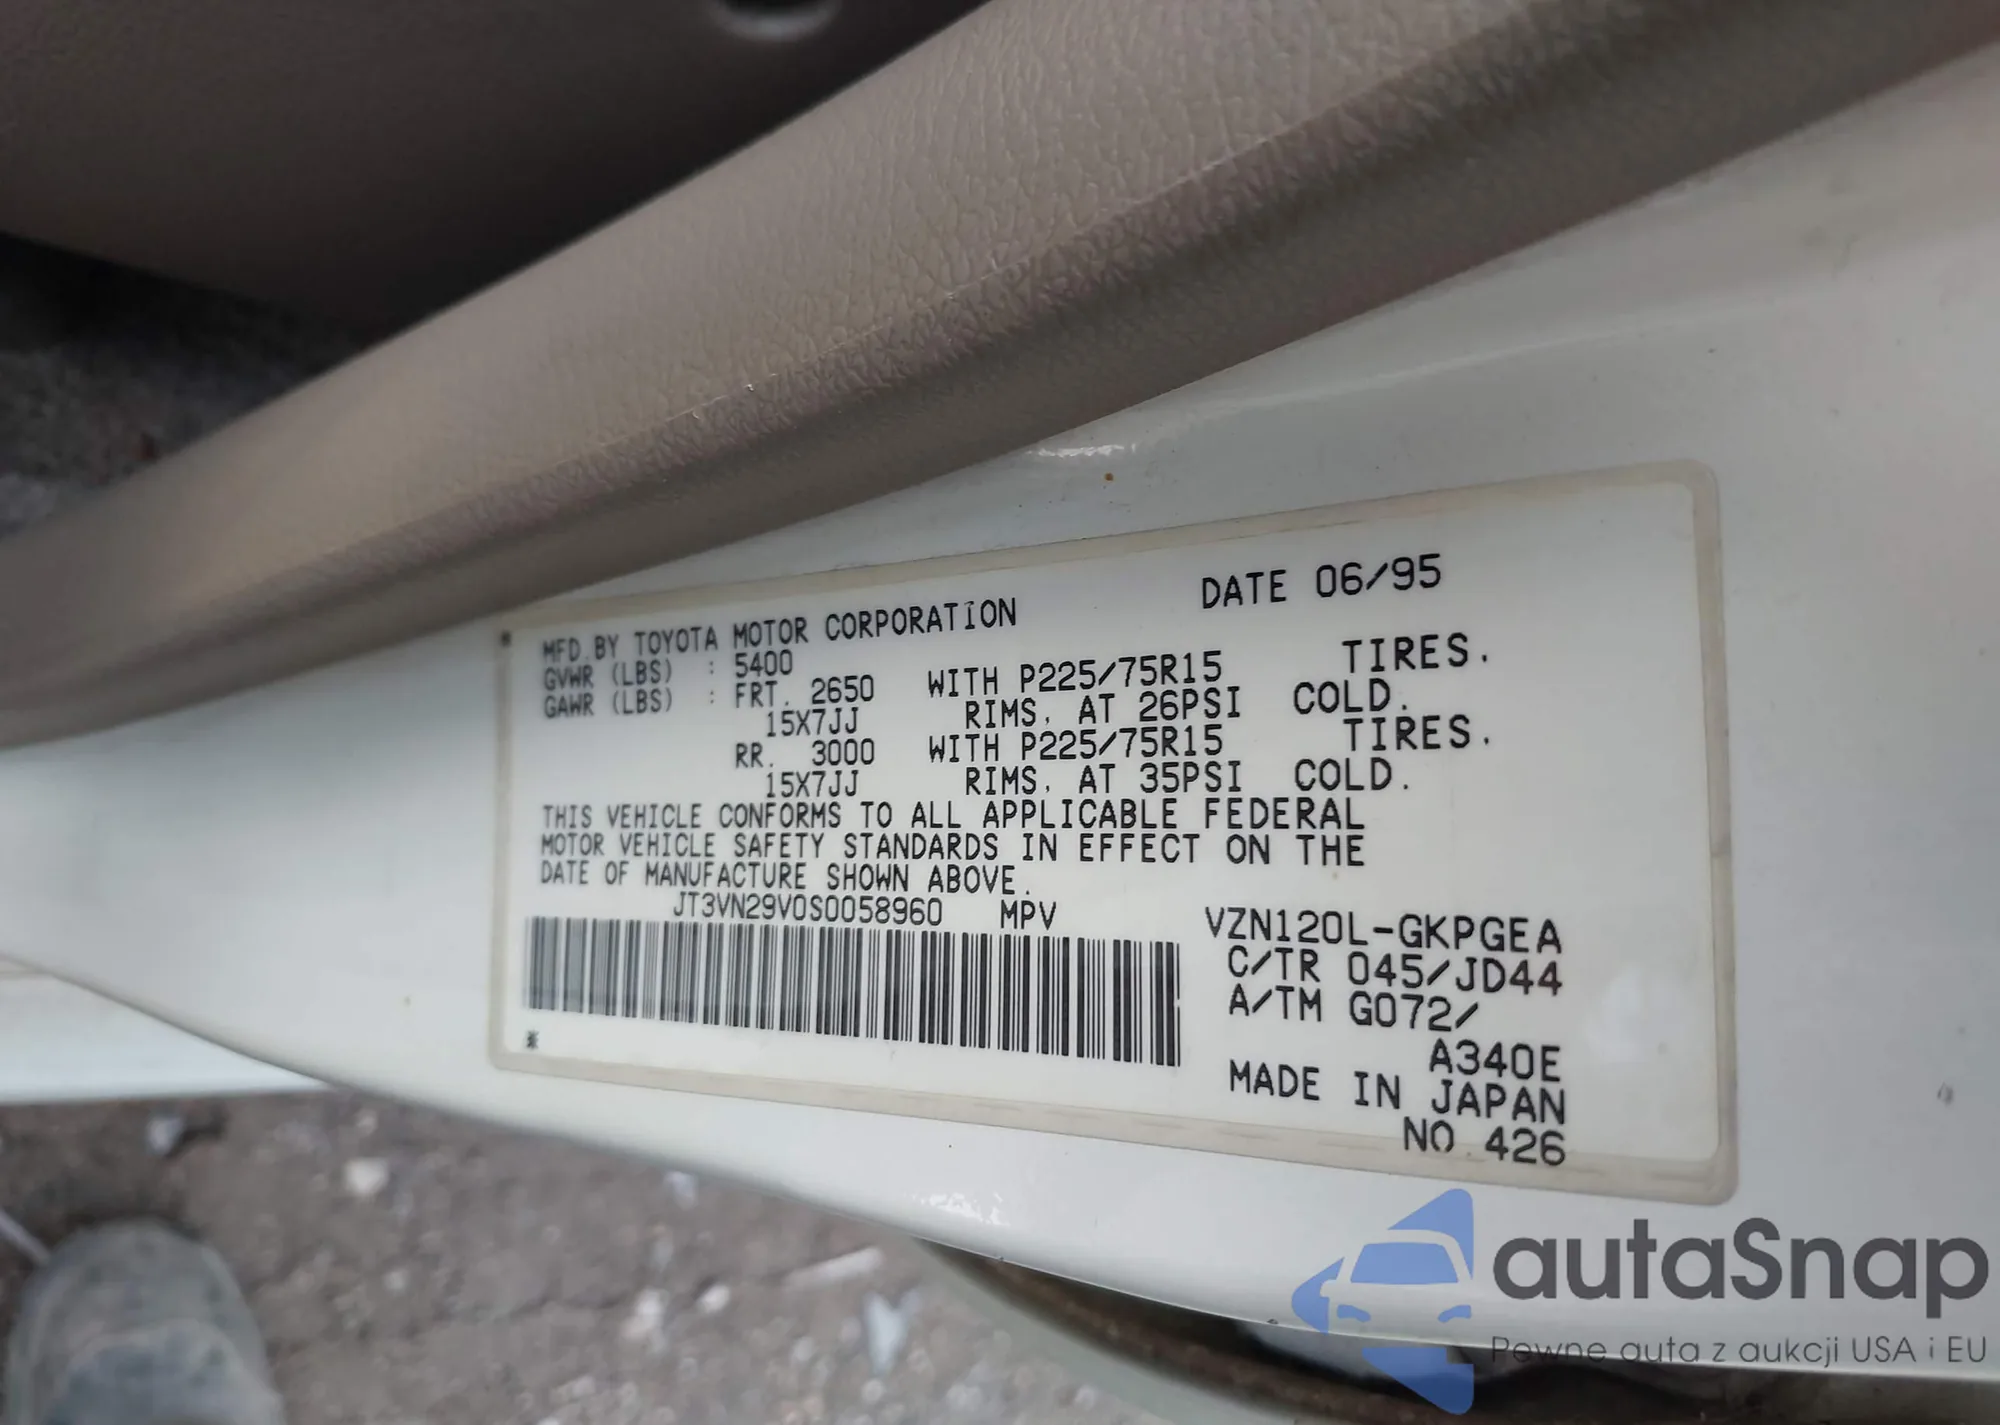 MFD.BY TOYOTA MOTOR CORPORATION DATE 06/95
GVWR (LBS) : 5400
GAWR (LBS) : FRT. 2650 WITH P225/75R15 TIRES.
15X7JJ RIMS, AT 26PSI COLD.
RR. 3000 WITH P225/75R15 TIRES.
15X7JJ RIMS, AT 35PSI COLD.
THIS VEHICLE CONFORMS TO ALL APPLICABLE FEDERAL
MOTOR VEHICLE SAFETY STANDARDS IN EFFECT ON THE
DATE OF MANUFACTURE SHOWN ABOVE.
JT3VN29V0S0058960 MPV
VZN120L-GKPGEA
C/TR 045/JD44
A/TM G072/
A340E
MADE IN JAPAN
NO.426
autaSnap
Pewne auta z aukcji USA i EU